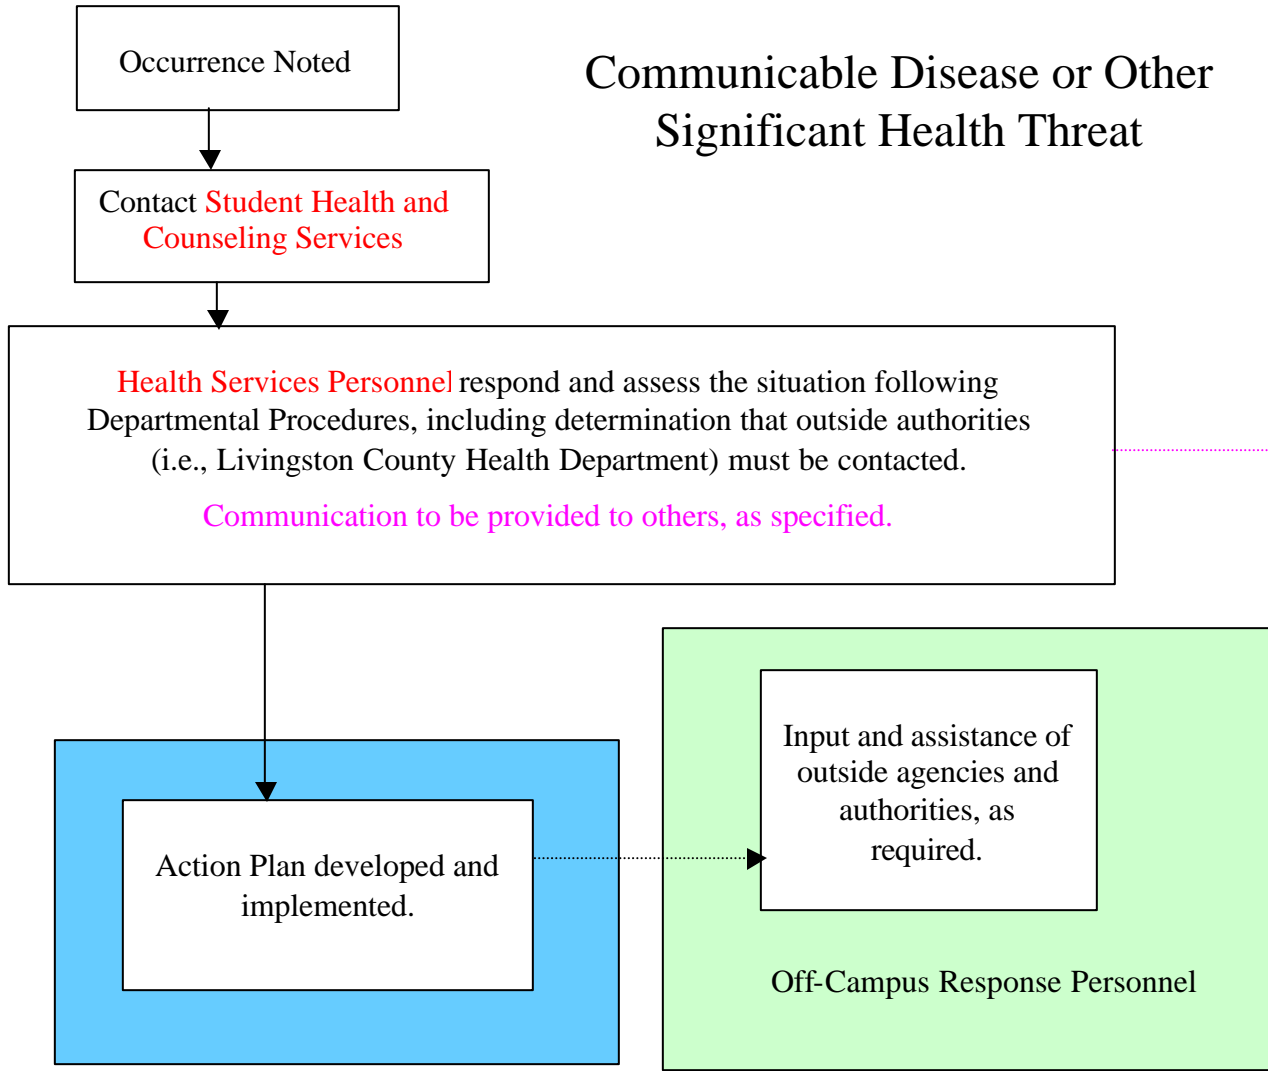 Occurrence Noted
Communicable Disease or Other
Significant Health Threat
Contact Student Health and
Counseling Services
Health Services Personnel respond and assess the situation following
Departmental Procedures, including determination that outside authorities
(i.e., Livingston County Health Department) must be contacted.
Communication to be provided to others, as specified.
Input and assistance of
outside agencies and
authorities, as
required.
Action Plan developed and
implemented.
Off-Campus Response Personnel